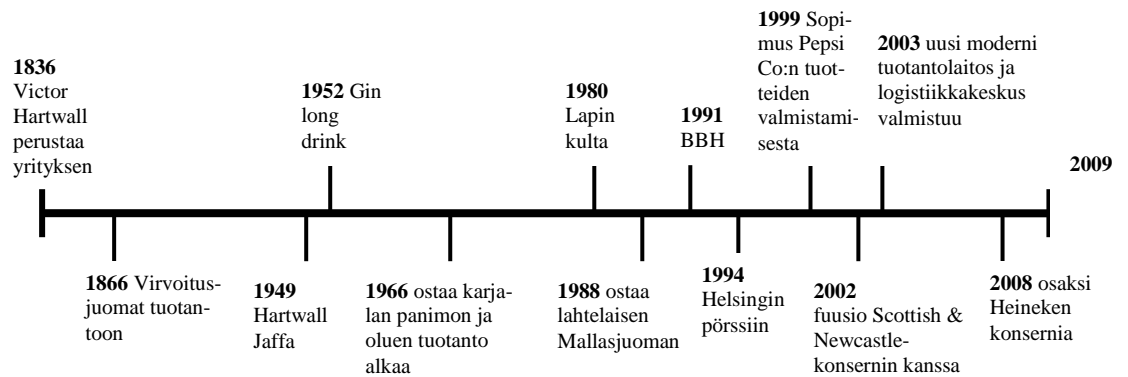 1836
Victor
Hartwall
perustaa
yrityksen
1952 Gin
long
drink
1980
Lapin
kulta
1991
BBH
1999 Sopi-
mus Pepsi
Co:n tuot-
teiden
valmistami-
sesta
2003 uusi moderni
tuotantolaitos ja
logistiikkakeskus
valmistuu
2009
1866 Virvoitus-
juomat tuotan-
toon
1949
Hartwall
Jaffa
1966 ostaa karja-
lan panimon ja
oluen tuotanto
alkaa
1988 ostaa
lahtelaisen
Mallasjuoman
1994
Helsingin
pörssiin
2002
fuusio Scottish &
Newcastle-
konsernin kanssa
2008 osaksi
Heineken
konsernia